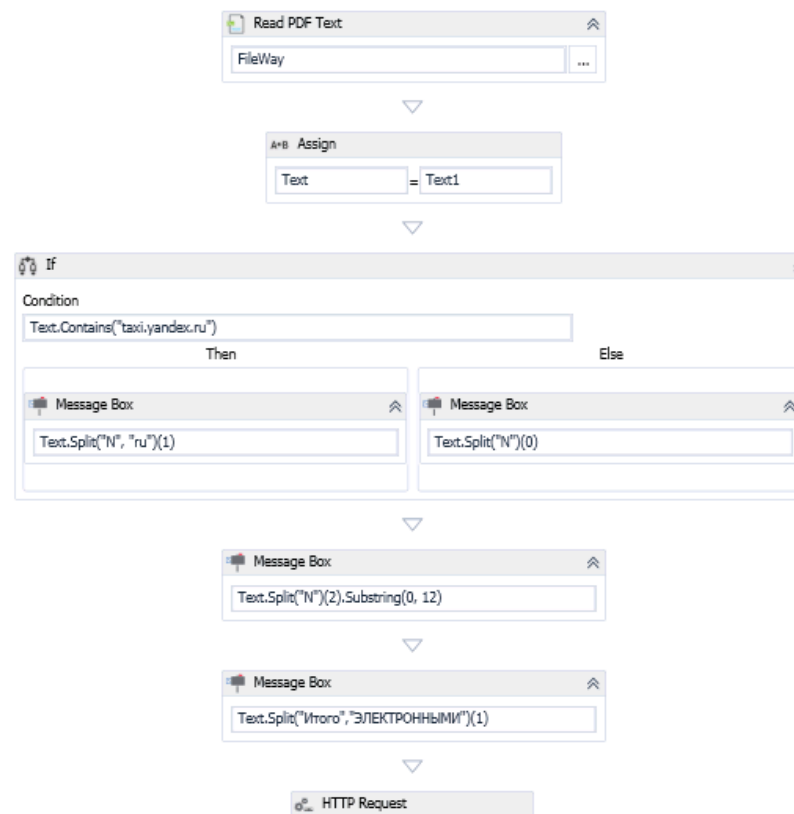 Read PDF Text
FileWay
...
A*B Assign
Text = Text1
If
Condition
Text.Contains("taxi.yandex.ru")
Then Else
Message Box Message Box
Text.Split("N", "ru")(1) Text.Split("N")(0)
Message Box
Text.Split("N")(2).Substring(0, 12)
Message Box
Text.Split("Итого","ЭЛЕКТРОННЫМИ")(1)
HTTP Request